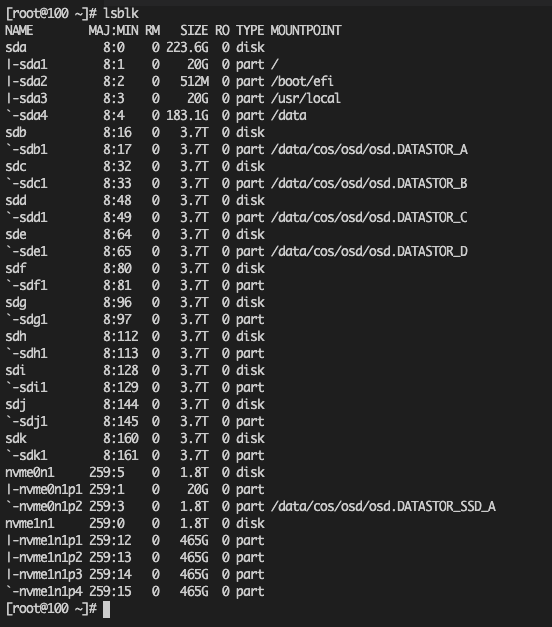 [root@100 ~]# lsblk
NAME        MAJ:MIN RM   SIZE RO TYPE MOUNTPOINT
sda           8:0    0 223.6G  0 disk
|-sda1        8:1    0    20G  0 part /
|-sda2        8:2    0   512M  0 part /boot/efi
|-sda3        8:3    0    20G  0 part /usr/local
`-sda4        8:4    0 183.1G  0 part /data
sdb           8:16   0   3.7T  0 disk
`-sdb1        8:17   0   3.7T  0 part /data/cos/osd/osd.DATASTOR_A
sdc           8:32   0   3.7T  0 disk
`-sdc1        8:33   0   3.7T  0 part /data/cos/osd/osd.DATASTOR_B
sdd           8:48   0   3.7T  0 disk
`-sdd1        8:49   0   3.7T  0 part /data/cos/osd/osd.DATASTOR_C
sde           8:64   0   3.7T  0 disk
`-sde1        8:65   0   3.7T  0 part /data/cos/osd/osd.DATASTOR_D
sdf           8:80   0   3.7T  0 disk
`-sdf1        8:81   0   3.7T  0 part
sdg           8:96   0   3.7T  0 disk
`-sdg1        8:97   0   3.7T  0 part
sdh           8:112  0   3.7T  0 disk
`-sdh1        8:113  0   3.7T  0 part
sdi           8:128  0   3.7T  0 disk
`-sdi1        8:129  0   3.7T  0 part
sdj           8:144  0   3.7T  0 disk
`-sdj1        8:145  0   3.7T  0 part
sdk           8:160  0   3.7T  0 disk
`-sdk1        8:161  0   3.7T  0 part
nvme0n1     259:5    0   1.8T  0 disk
|-nvme0n1p1 259:1    0    20G  0 part
`-nvme0n1p2 259:3    0   1.8T  0 part /data/cos/osd/osd.DATASTOR_SSD_A
nvme1n1     259:0    0   1.8T  0 disk
|-nvme1n1p1 259:12   0   465G  0 part
|-nvme1n1p2 259:13   0   465G  0 part
|-nvme1n1p3 259:14   0   465G  0 part
`-nvme1n1p4 259:15   0   465G  0 part
[root@100 ~]#